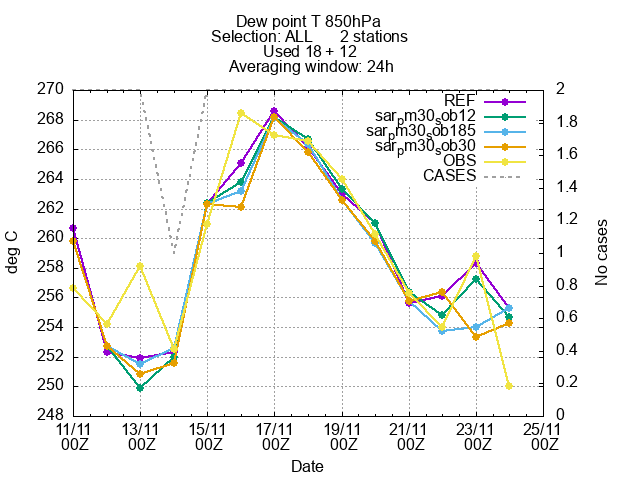 Dew point T 850hPa
Selection: ALL 2 stations
Used 18 + 12
Averaging window: 24h
270
268
266
264
262
260
258
256
254
252
250
248
deg C
2
1.8
1.6
1.4
1.2
1
0.8
0.6
0.4
0.2
0
No cases
REF
sarpm30sob12
sarpm30sob185
sarpm30sob30
OBS
CASES
11/11 13/11 15/11 17/11 19/11 21/11 23/11 25/11
00Z 00Z 00Z 00Z 00Z 00Z 00Z 00Z
Date